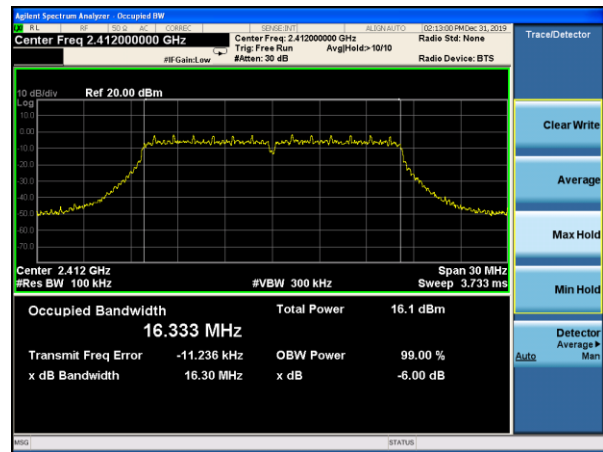 Agilent Spectrum Analyzer - Occupied BW
RL RF 50 Ω AC CORREC SENSE:INT ALIGN AUTO 02:13:00 PM Dec 31, 2019
Center Freq 2.412000000 GHz Center Freq: 2.412000000 GHz Radio Std: None
Trig: Free Run Avg|Hold:> 10/10
#IFGain:Low #Atten: 30 dB Radio Device: BTS
10 dB/div Ref 20.00 dBm
Log
10.0
0.00
-10.0
-20.0
-30.0
-40.0
-50.0
-60.0
-70.0
Center 2.412 GHz Span 30 MHz
#Res BW 100 kHz #VBW 300 kHz Sweep 3.733 ms
Occupied Bandwidth Total Power 16.1 dBm
16.333 MHz
Transmit Freq Error -11.236 kHz OBW Power 99.00 %
x dB Bandwidth 16.30 MHz x dB -6.00 dB
MSG STATUS
Trace/Detector
Clear Write
Average
Max Hold
Min Hold
Detector
Average▶
Auto Man